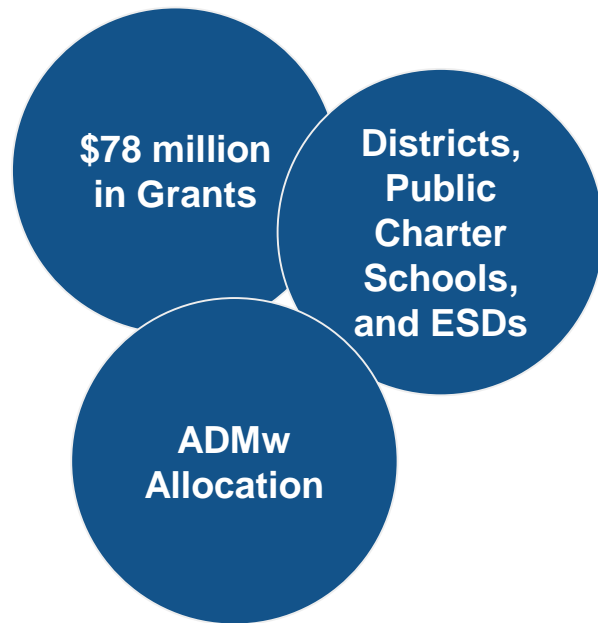 $78 million
in Grants
Districts,
Public
Charter
Schools,
and ESDs
ADMw
Allocation